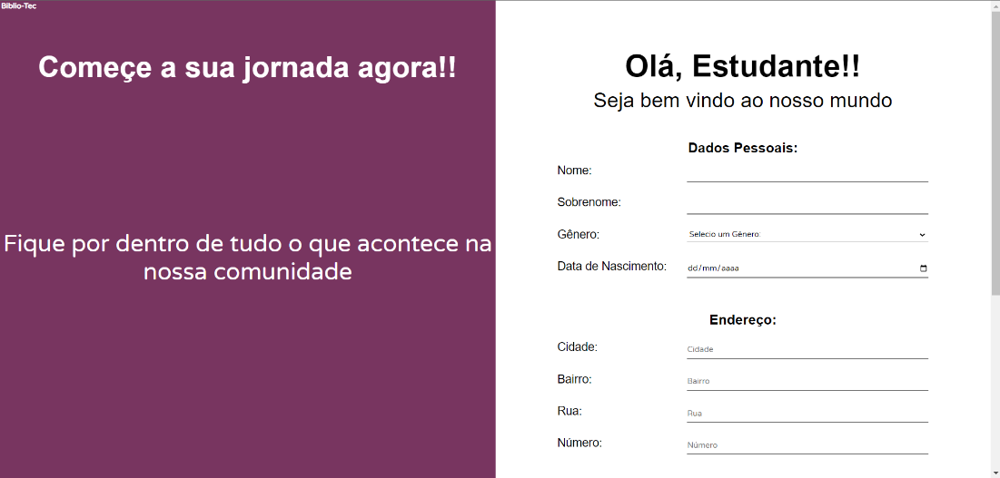 Biblio-Tec
Começe a sua jornada agora!!
Fique por dentro de tudo o que acontece na
nossa comunidade
Olá, Estudante!!
Seja bem vindo ao nosso mundo
Dados Pessoais:
Nome:
Sobrenome:
Gênero: Selecio um Gênero:
Data de Nascimento: dd/mm/aaaa
Endereço:
Cidade: Cidade
Bairro: Bairro
Rua: Rua
Número: Número